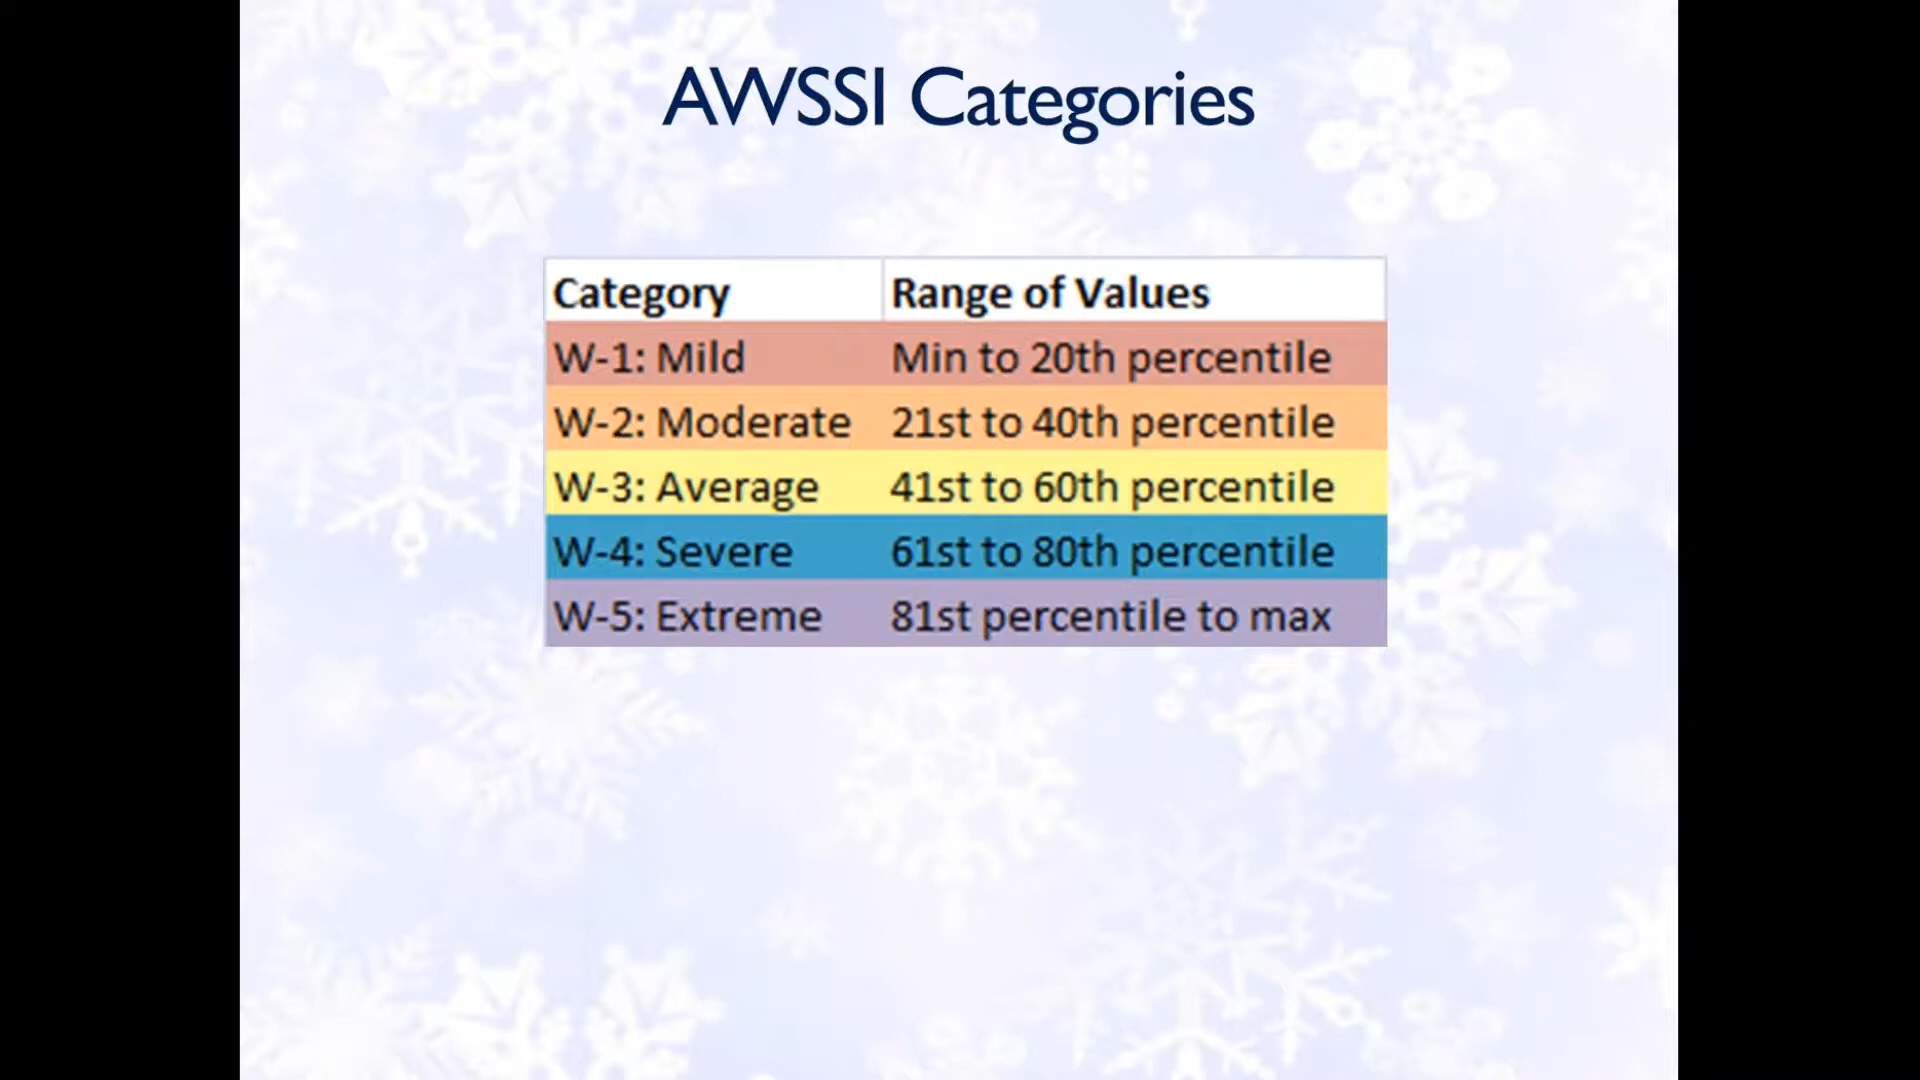 AWSSI Categories
Category Range of Values
W-1: Mild Min to 20th percentile
W-2: Moderate 21st to 40th percentile
W-3: Average 41st to 60th percentile
W-4: Severe 61st to 80th percentile
W-5: Extreme 81st percentile to max